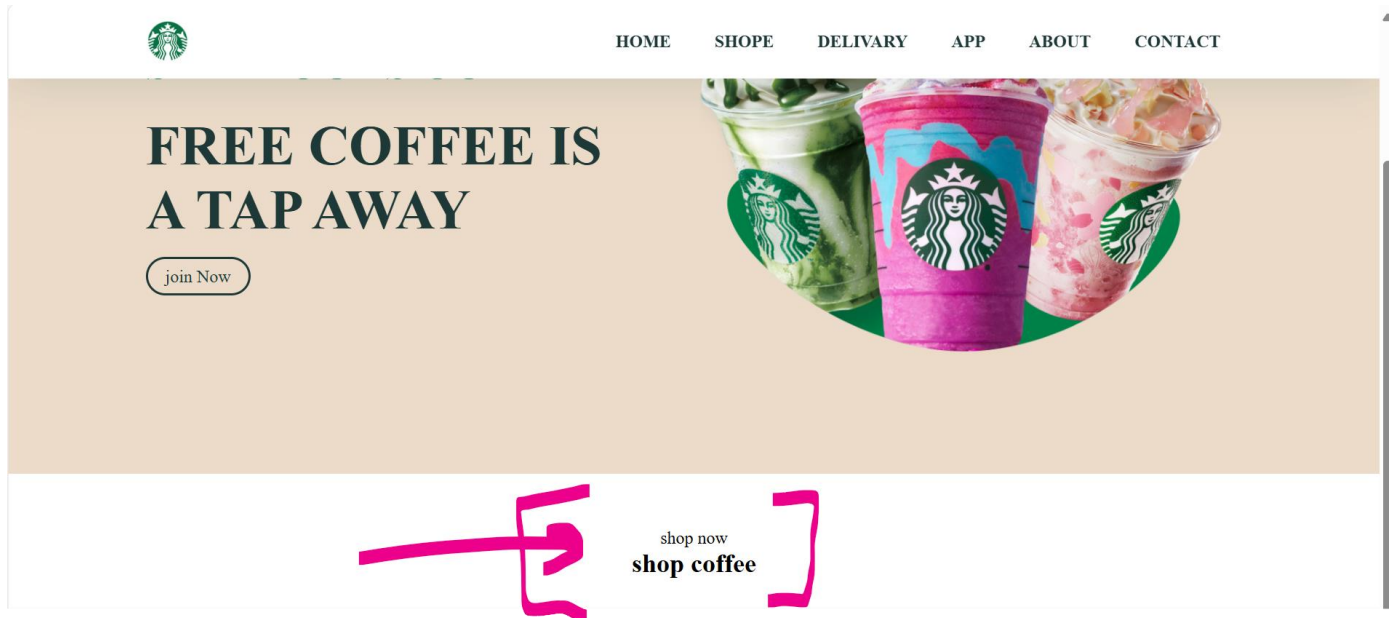 HOME SHOPE DELIVARY APP ABOUT CONTACT
FREE COFFEE IS
A TAP AWAY
join Now
shop now
shop coffee